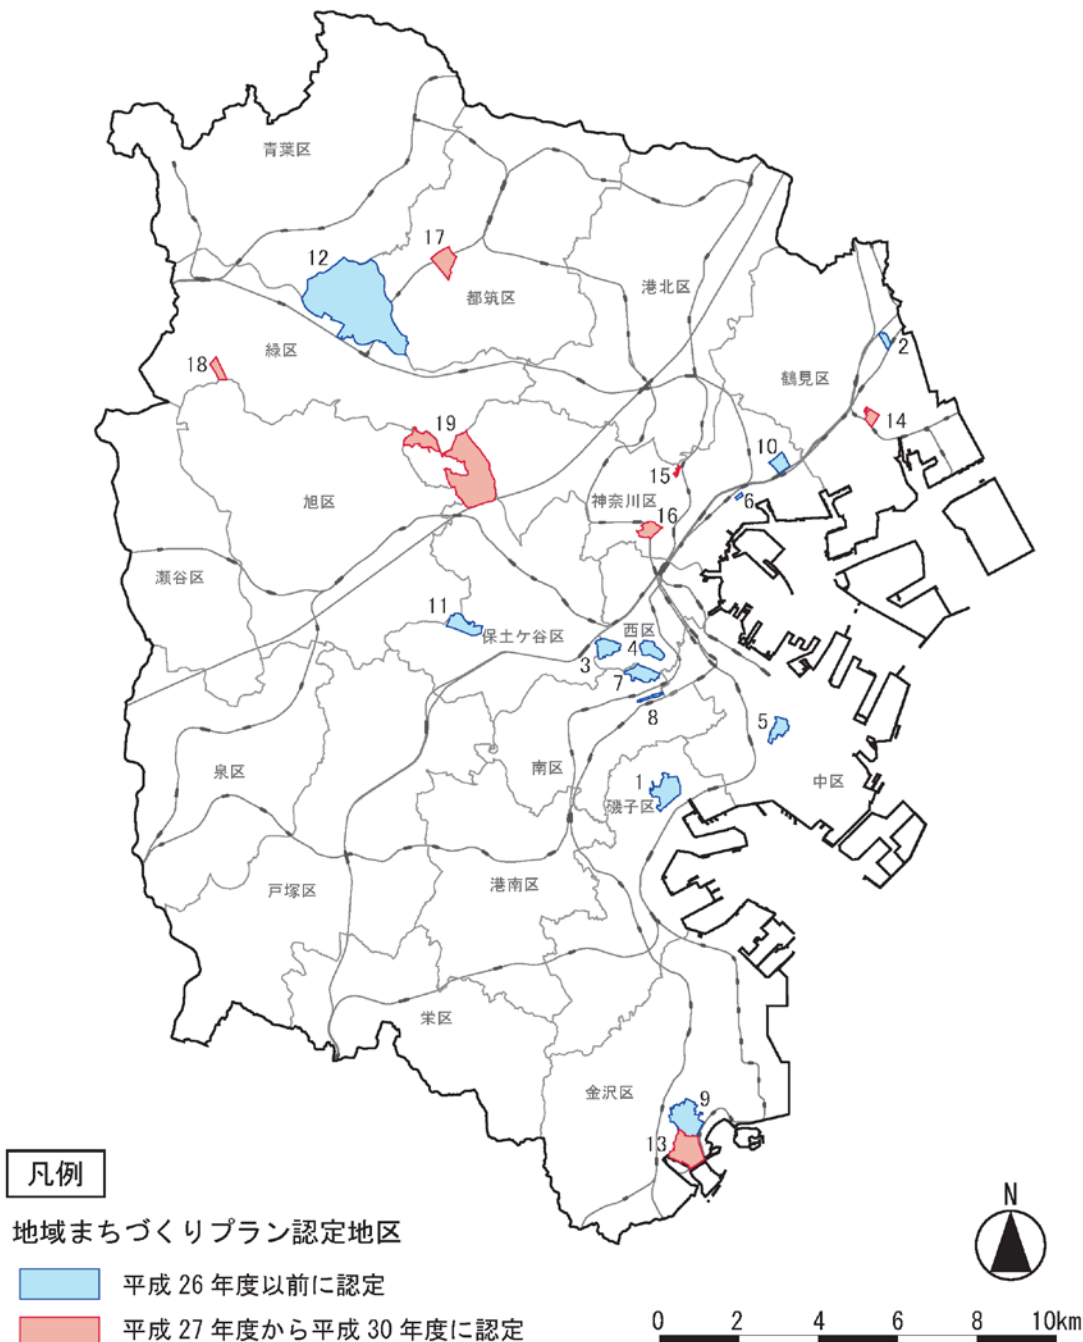 青葉区
17
12
都筑区
港北区
緑区
18
鶴見区
2
14
19
10
15
神奈川区
6
旭区
16
瀬谷区
11
保土ケ谷区
西区
3
4
7
8
5
南区
泉区
1
磯子区
中区
戸塚区
港南区
栄区
金沢区
9
13
凡例
地域まちづくりプラン認定地区
平成 26 年度以前に認定
平成 27 年度から平成 30 年度に認定
N
0 2 4 6 8 10km